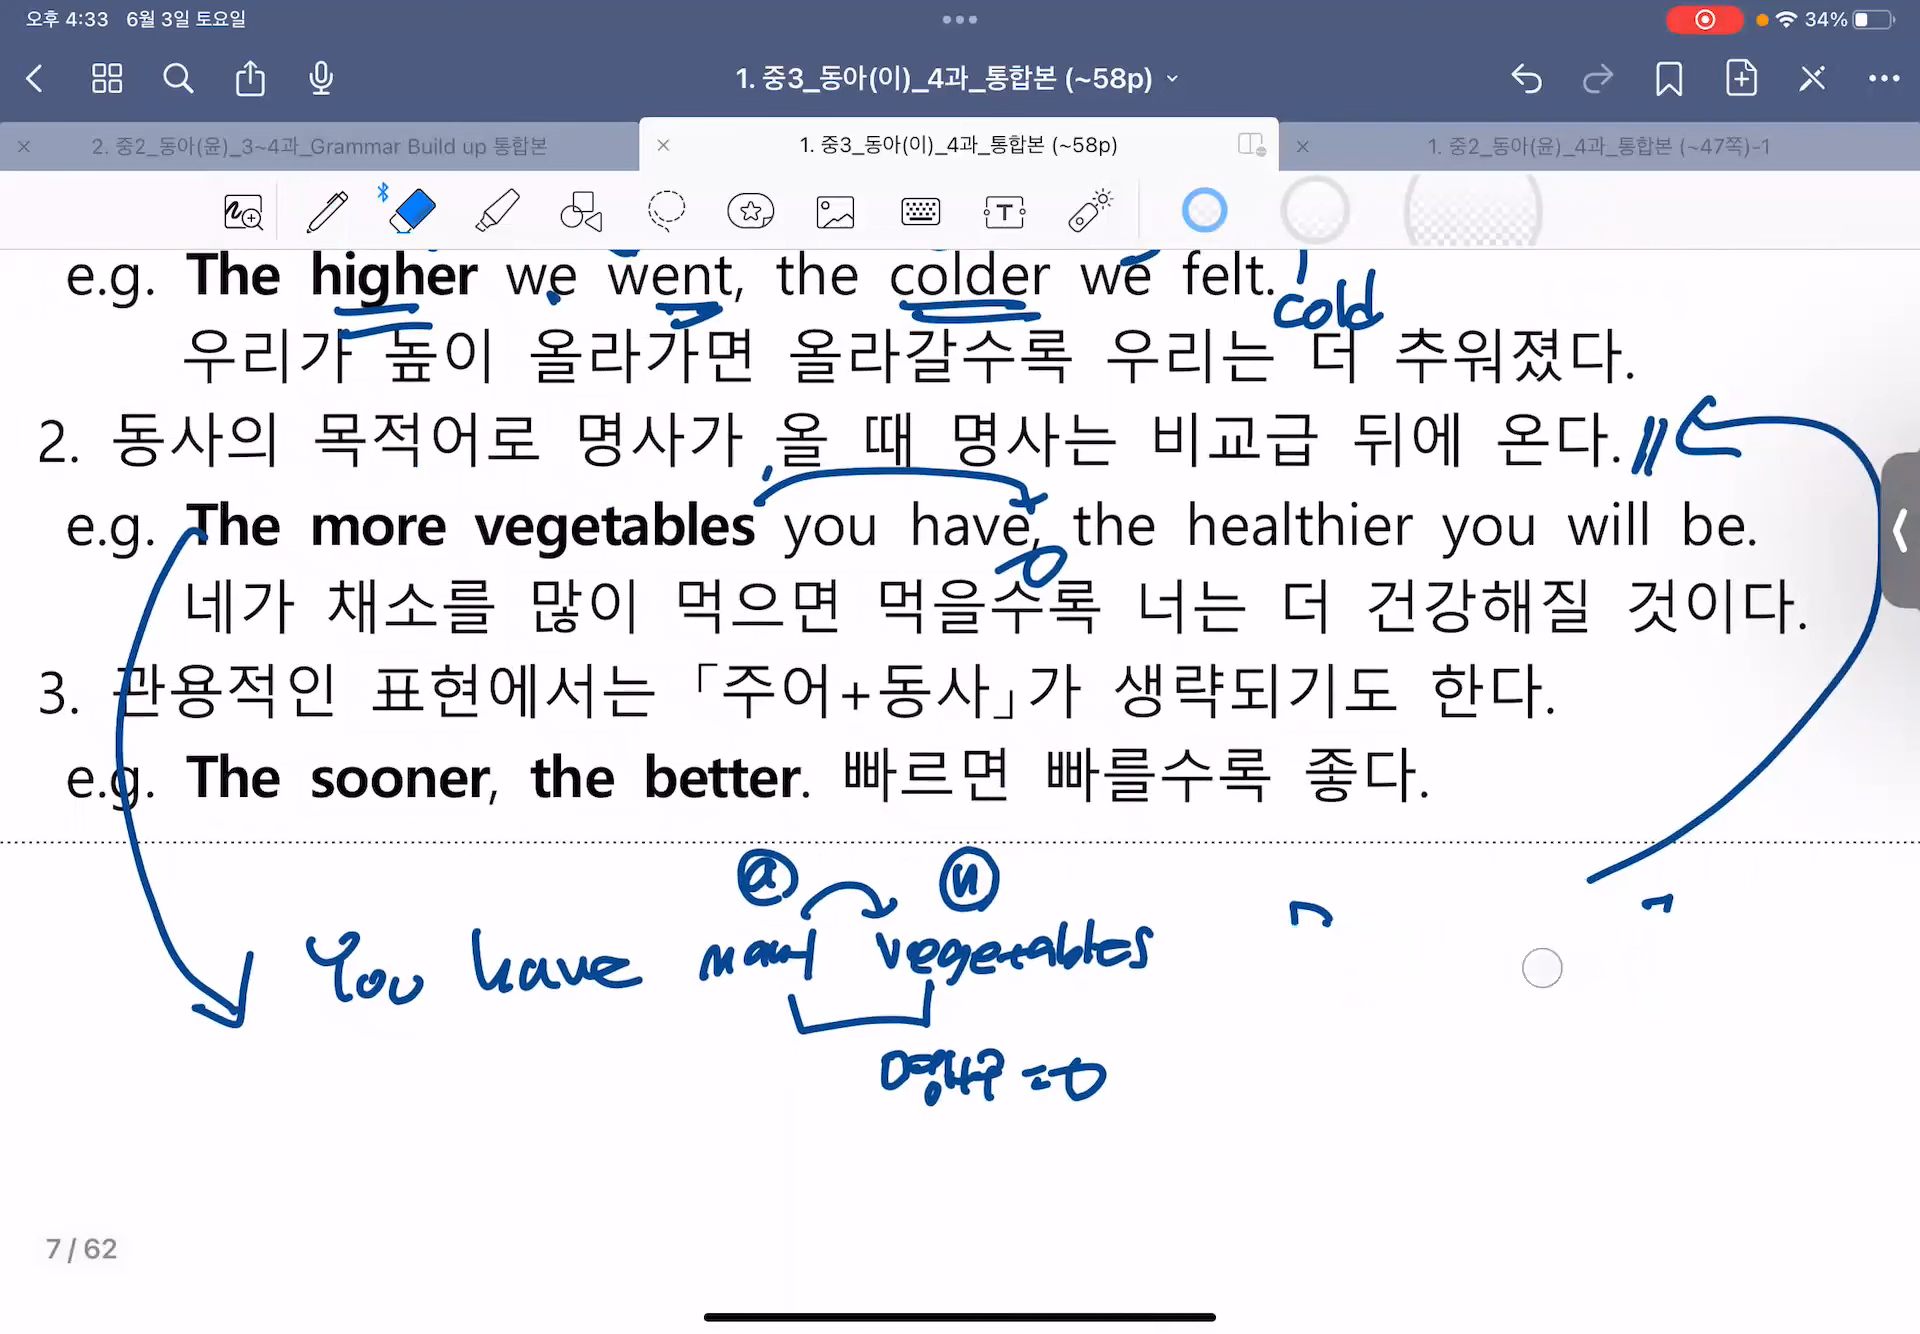 오후 4:33 6월 3일 토요일
34%
1. 중3_동아(이)_4과_통합본 (~58p)
2. 중2_동아(윤)_3~4과_Grammar Build up 통합본
1. 중3_동아(이)_4과_통합본 (~58p)
1. 중2_동아(윤)_4과_통합본 (~47쪽)-1
e.g. The higher we went, the colder we felt.
cold
우리가 높이 올라가면 올라갈수록 우리는 더 추워졌다.
2. 동사의 목적어로 명사가 올 때 명사는 비교급 뒤에 온다.
e.g. The more vegetables you have, the healthier you will be.
네가 채소를 많이 먹으면 먹을수록 너는 더 건강해질 것이다.
3. 관용적인 표현에서는 「주어+동사」가 생략되기도 한다.
e.g. The sooner, the better. 빠르면 빠를수록 좋다.
a n
You have many vegetables
명사구 = o
7 / 62